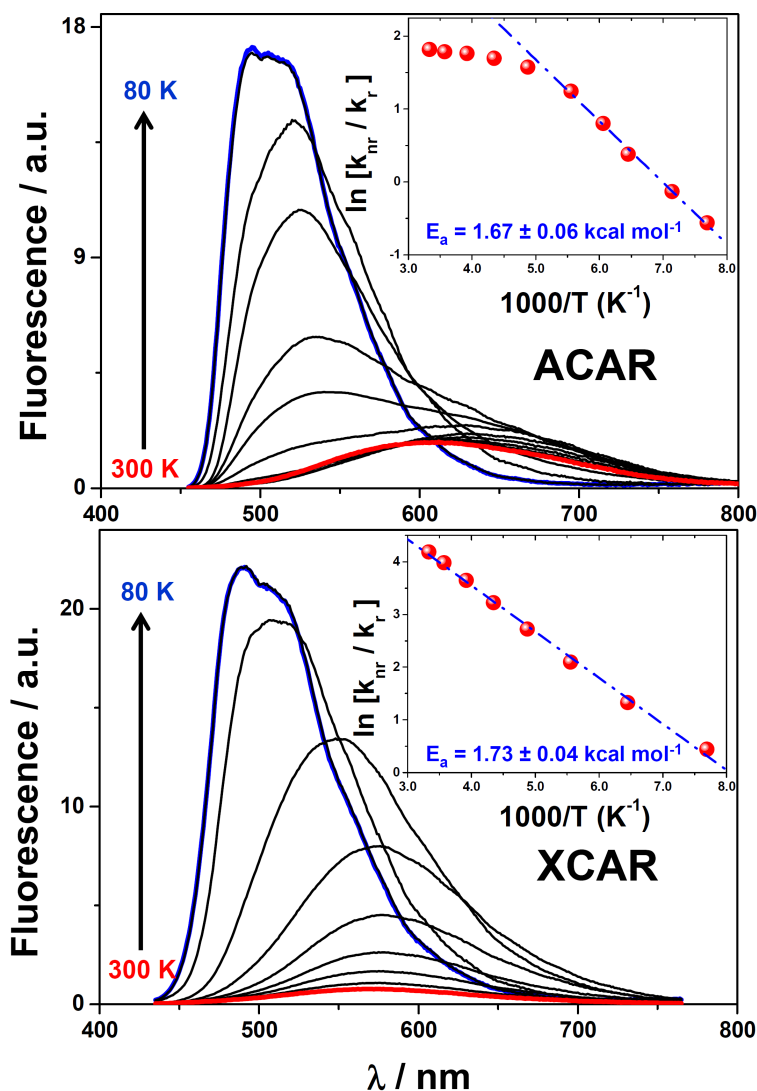 18
9
0
Fluorescence / a.u.
80 K
300 K
400
500
600
700
800
ln [k_nr / k_r ]
2
1
0
-1
3.0
4.0
5.0
6.0
7.0
8.0
E_a = 1.67 ± 0.06 kcal mol⁻¹
1000/T (K⁻¹)
ACAR
20
10
0
Fluorescence / a.u.
80 K
300 K
400
500
600
700
800
ln [k_nr / k_r ]
4
3
2
1
0
3.0
4.0
5.0
6.0
7.0
8.0
E_a = 1.73 ± 0.04 kcal mol⁻¹
1000/T (K⁻¹)
XCAR
λ / nm